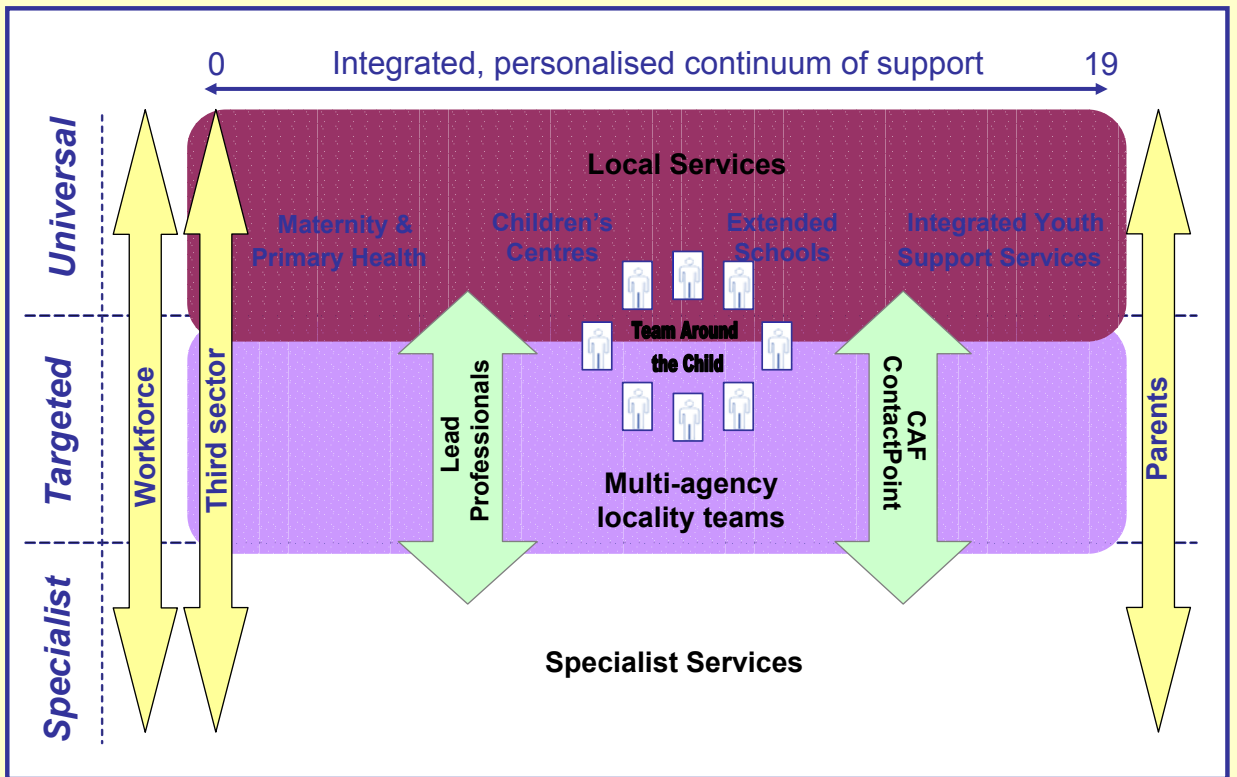 0 Integrated, personalised continuum of support 19
Universal
Targeted
Specialist
Workforce
Third sector
Parents
Local Services
Maternity &
Primary Health
Children's
Centres
Extended
Schools
Integrated Youth
Support Services
Team Around
the Child
Lead
Professionals
CAF
ContactPoint
Multi-agency
locality teams
Specialist Services